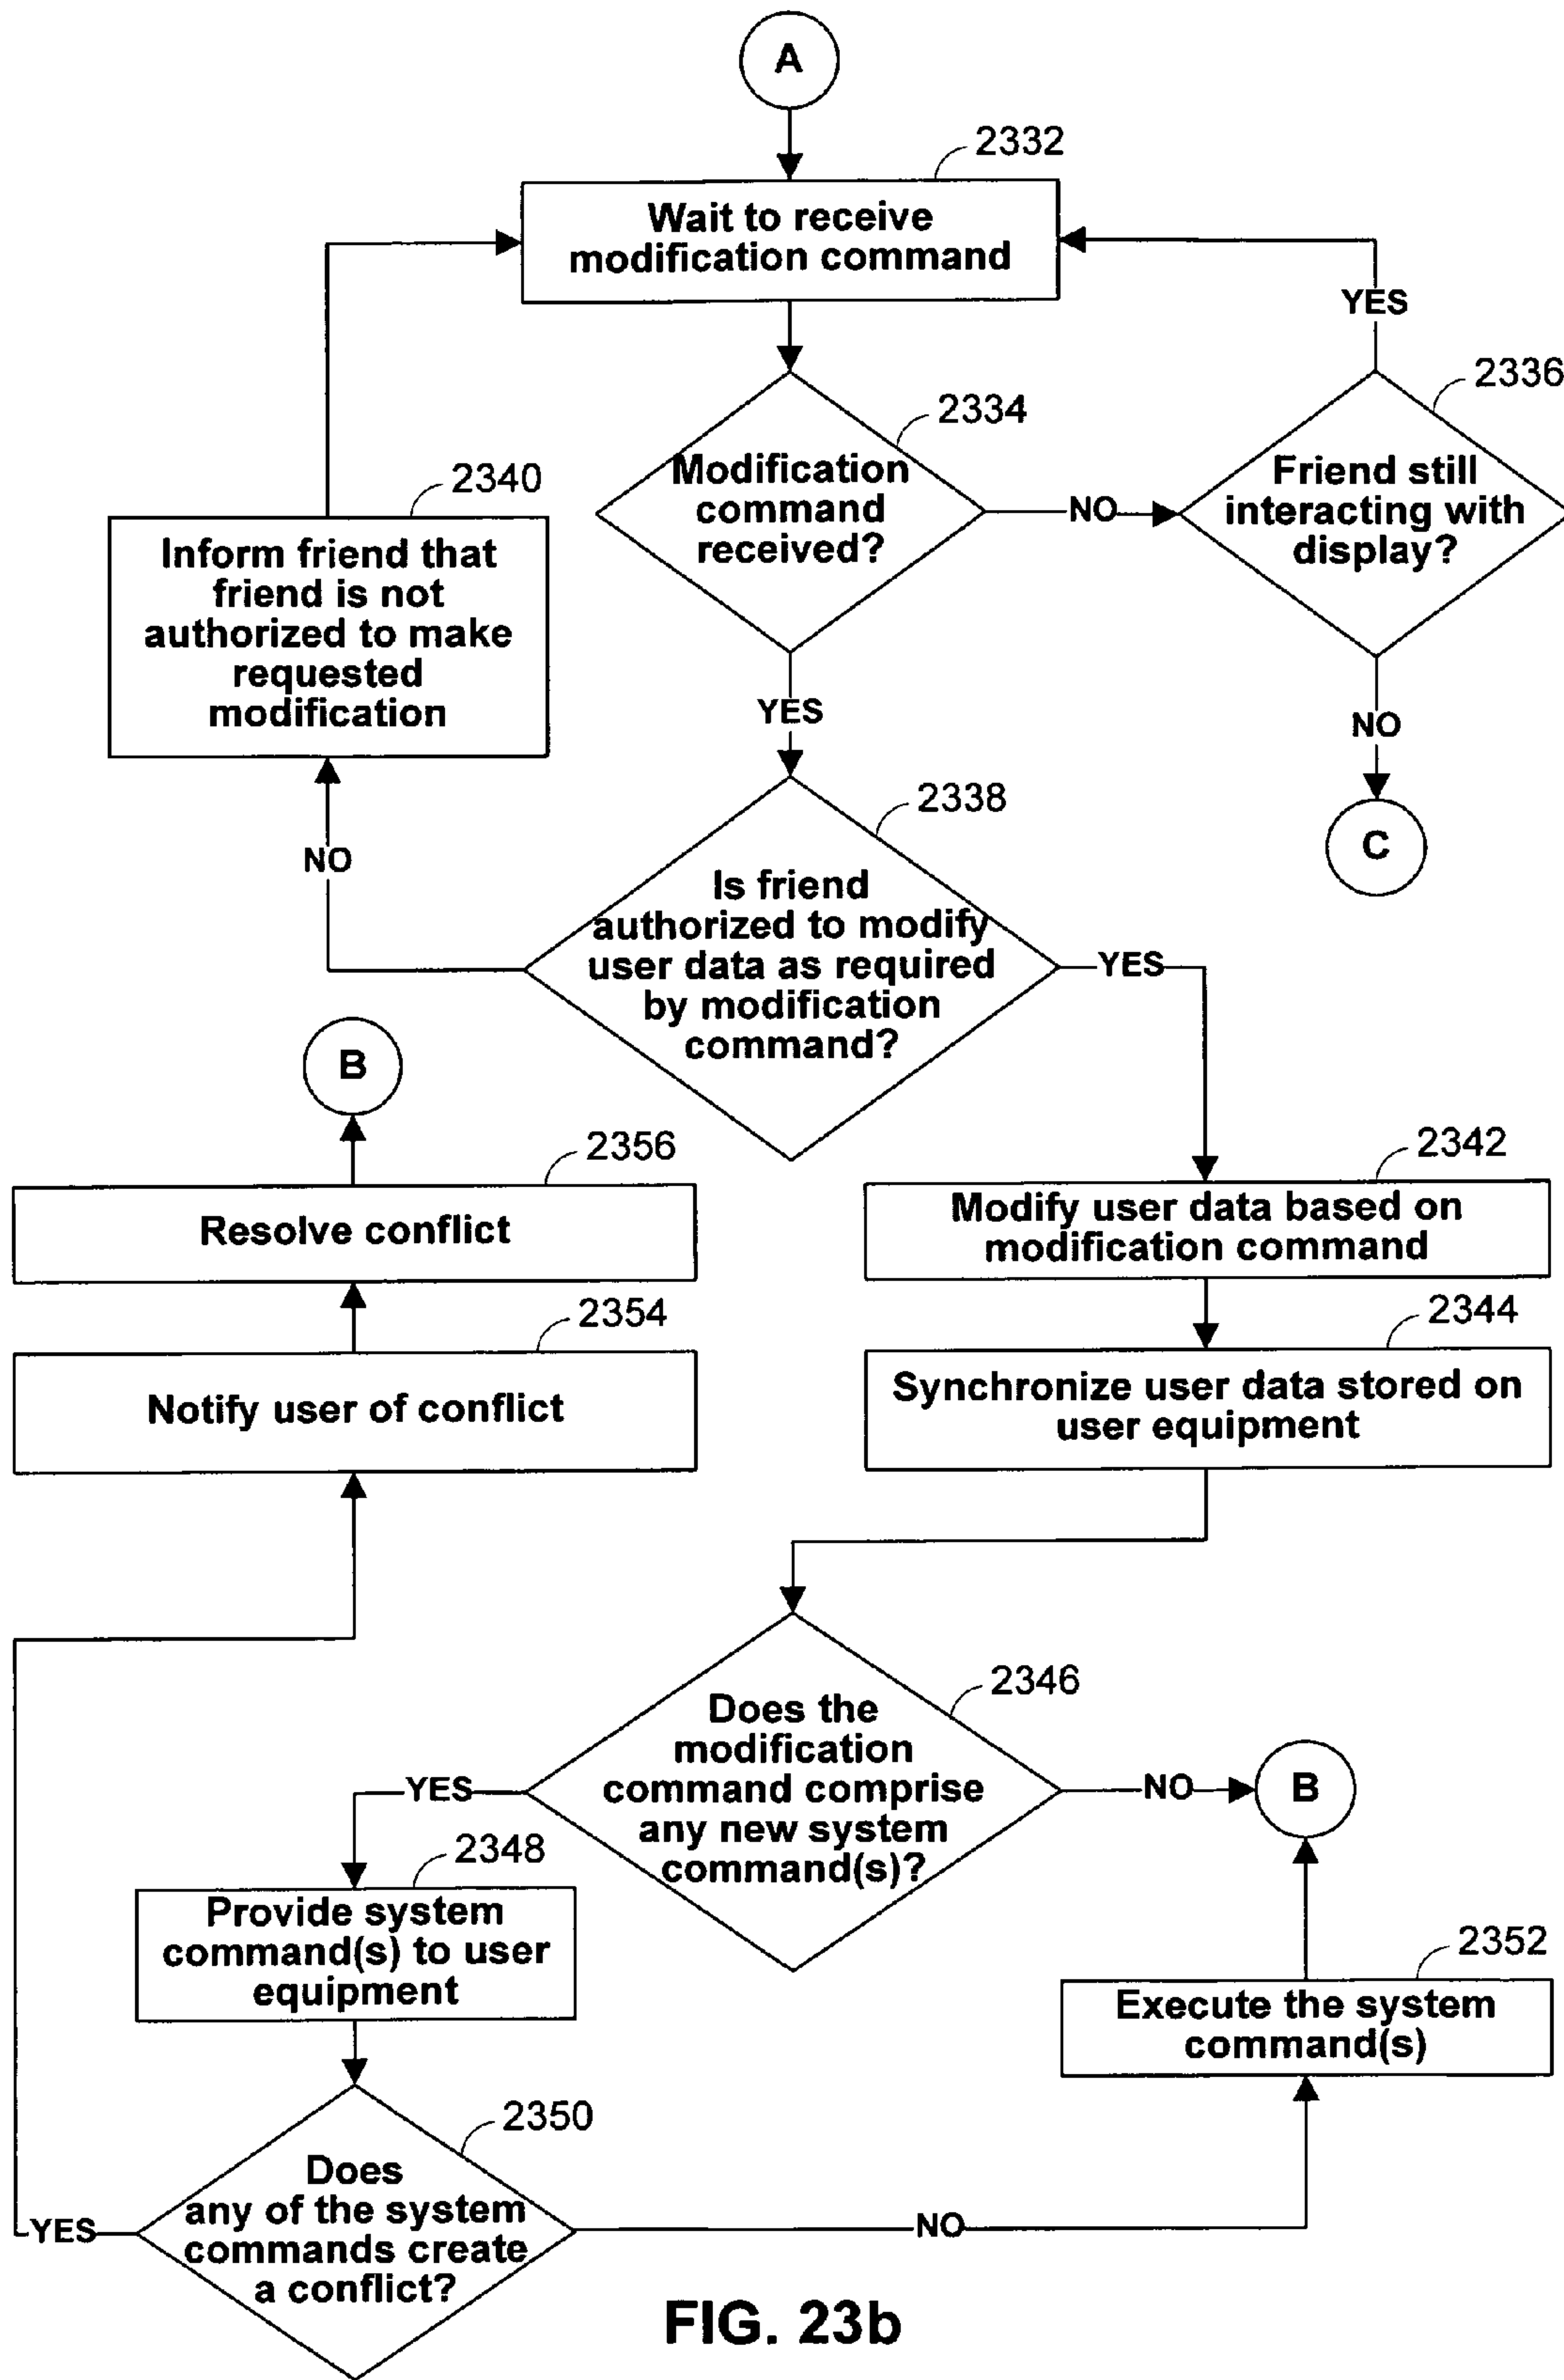 A
2332
Wait to receive
modification command
YES
2336
2334
Modification
command
received?
NO
Friend still
interacting with
display?
2340
Inform friend that
friend is not
authorized to make
requested
modification
YES
NO
C
2338
NO
Is friend
authorized to modify
user data as required
by modification
command?
YES
B
2356
Resolve conflict
2342
Modify user data based on
modification command
2354
Notify user of conflict
2344
Synchronize user data stored on
user equipment
2346
Does the
modification
command comprise
any new system
command(s)?
YES
NO
B
2348
Provide system
command(s) to user
equipment
2352
Execute the system
command(s)
2350
Does
any of the system
commands create
a conflict?
YES
NO
FIG. 23b